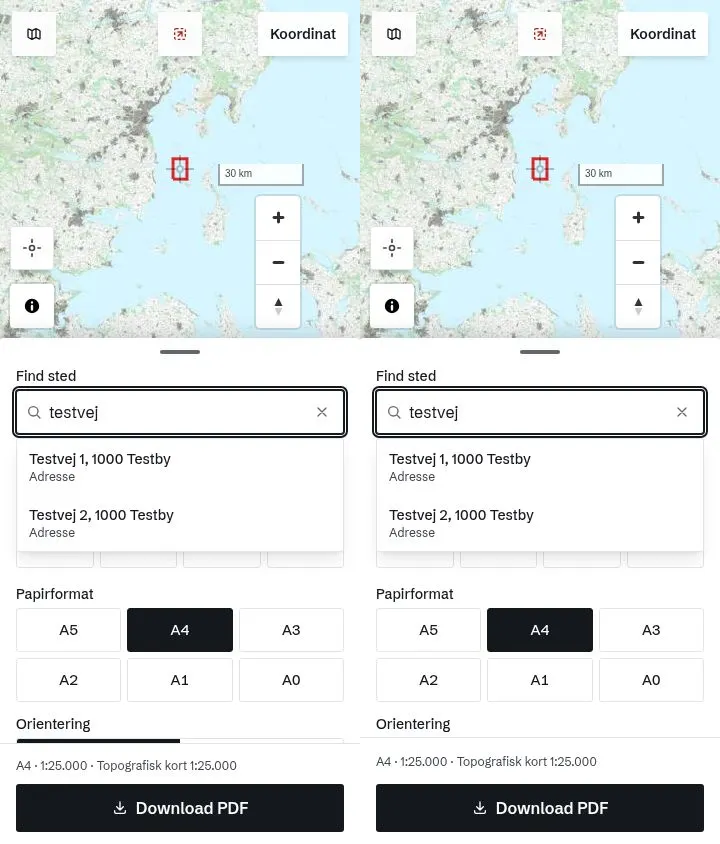 Koordinat
30 km
Find sted
testvej
Testvej 1, 1000 Testby
Adresse
Testvej 2, 1000 Testby
Adresse
Papirformat
A5 A4 A3
A2 A1 A0
Orientering
A4 · 1:25.000 · Topografisk kort 1:25.000
Download PDF
Koordinat
30 km
Find sted
testvej
Testvej 1, 1000 Testby
Adresse
Testvej 2, 1000 Testby
Adresse
Papirformat
A5 A4 A3
A2 A1 A0
Orientering
A4 · 1:25.000 · Topografisk kort 1:25.000
Download PDF